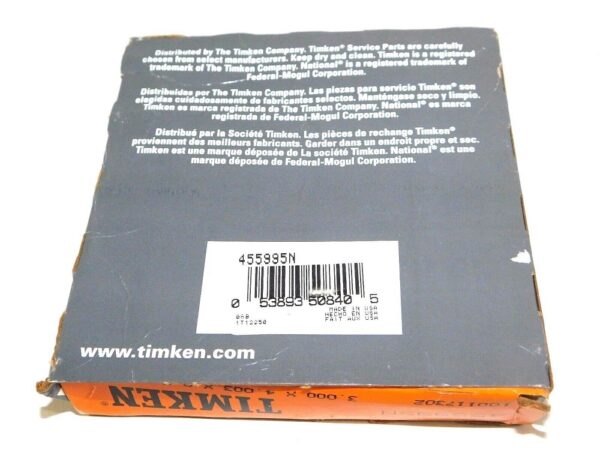 Distributed by The Timken Company. Timken® Service Parts are carefully
chosen from select manufacturers. Keep dry and clean. Timken is a registered
trademark of The Timken Company. National® is a registered trademark of
Federal-Mogul Corporation.
Distribuidas por The Timken Company. Las piezas para servicio Timken® son
elegidas cuidadosamente de fabricantes selectos. Manténgase seco y limpio.
Timken es marca registrada de The Timken Company. National® es marca
registrada de Federal-Mogul Corporation.
Distribué par la Société Timken. Les pièces de rechange Timken®
proviennent des meilleurs fabricants. Garder dans un endroit propre et sec.
Timken est une marque déposée de La société Timken. National® est une
marque déposée de Federal-Mogul Corporation.
455995N
0 53893 50840 5
0AB
1T12250
MADE IN USA
HECHO EN USA
FAIT AUX USA
www.timken.com
TIMKEN®
3.000 X 4.003 X